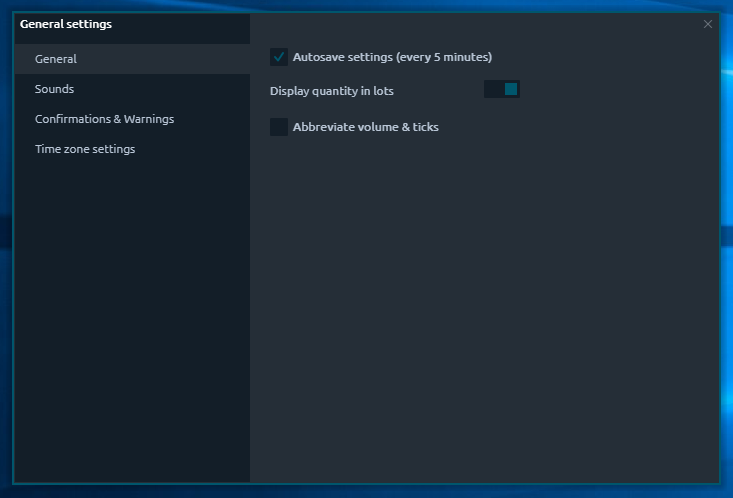 General settings
General
Sounds
Confirmations & Warnings
Time zone settings
Autosave settings (every 5 minutes)
Display quantity in lots
Abbreviate volume & ticks